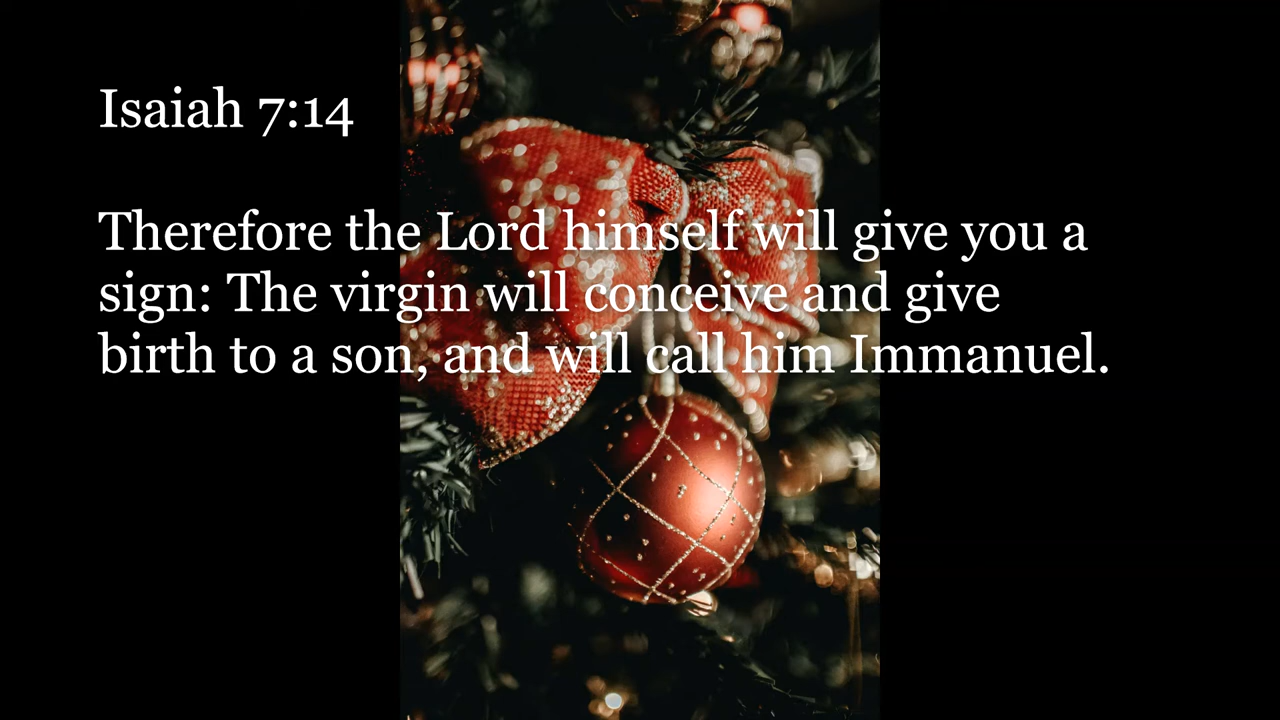 Isaiah 7:14
Therefore the Lord himself will give you a
sign: The virgin will conceive and give
birth to a son, and will call him Immanuel.